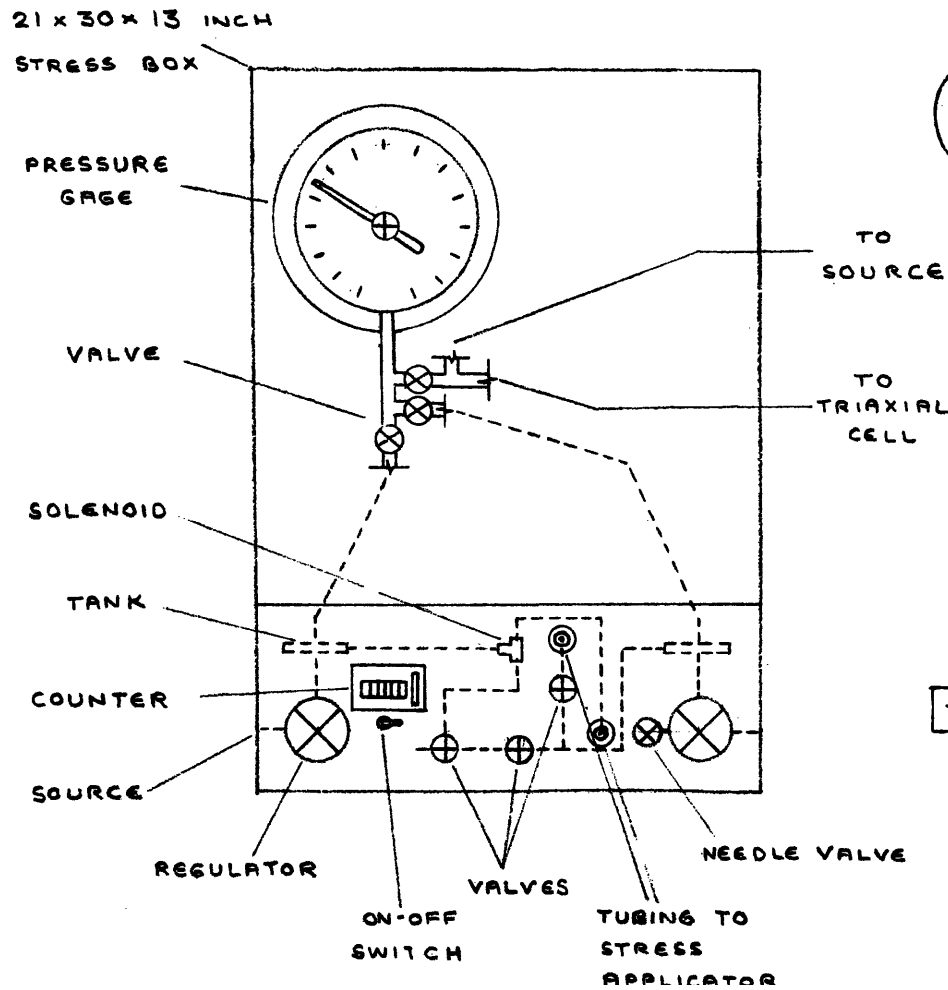 21 x 30 x 13 INCH
STRESS BOX
PRESSURE
GAGE
TO
SOURCE
VALVE
TO
TRIAXIAL
CELL
SOLENOID
TANK
COUNTER
SOURCE
REGULATOR
VALVES
NEEDLE VALVE
ON-OFF
SWITCH
TUBING TO
STRESS
APPLICATOR